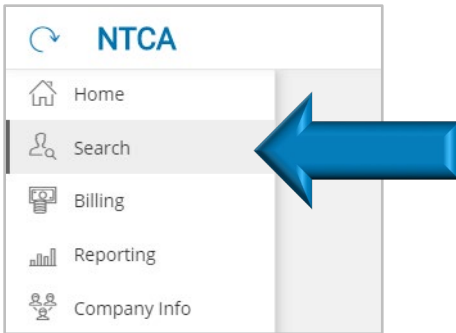 NTCA
Home
Search
Billing
Reporting
Company Info